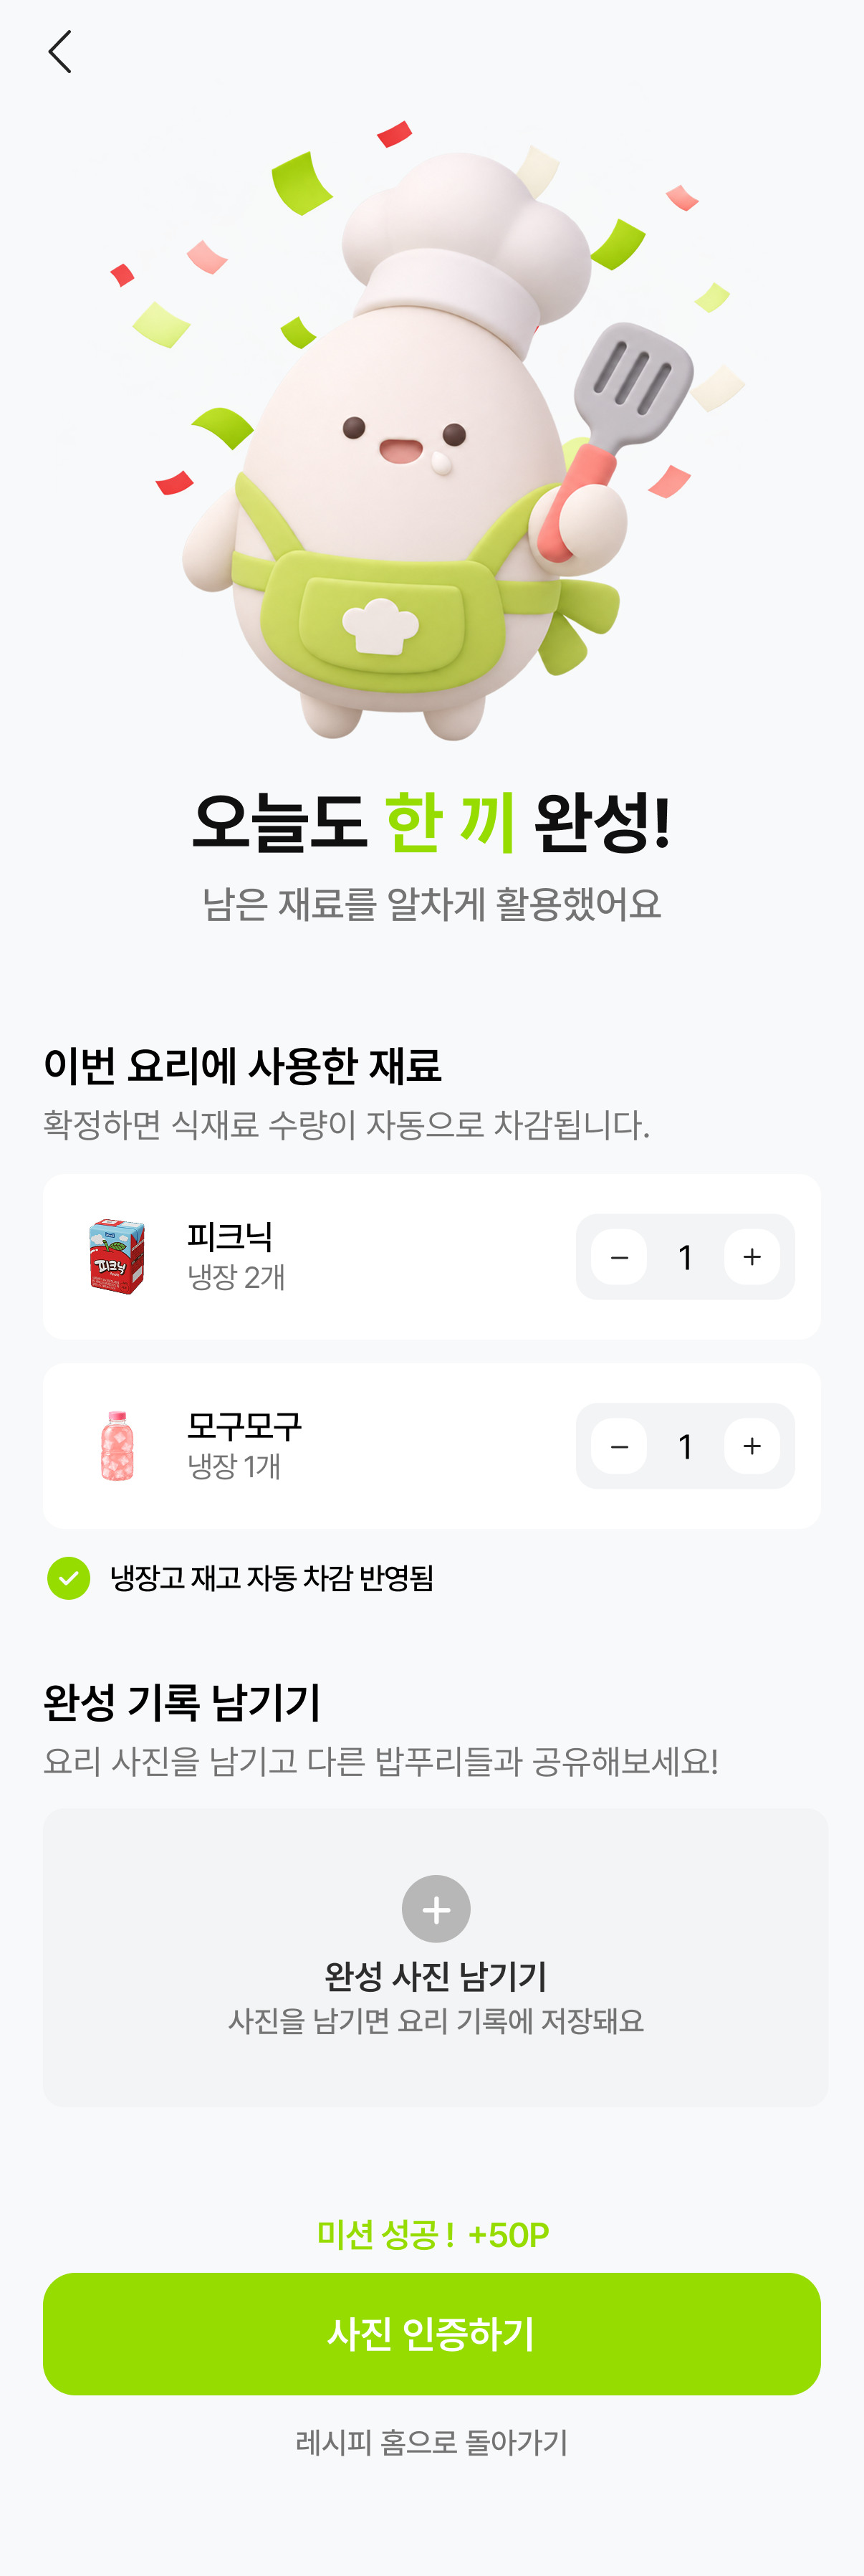 오늘도 한 끼 완성!
남은 재료를 알차게 활용했어요
이번 요리에 사용한 재료
확정하면 식재료 수량이 자동으로 차감됩니다.
피크닉
피크닉
냉장 2개
− 1 +
모구모구
냉장 1개
− 1 +
냉장고 재고 자동 차감 반영됨
완성 기록 남기기
요리 사진을 남기고 다른 밥푸리들과 공유해보세요!
+
완성 사진 남기기
사진을 남기면 요리 기록에 저장돼요
미션 성공 ! +50P
사진 인증하기
레시피 홈으로 돌아가기